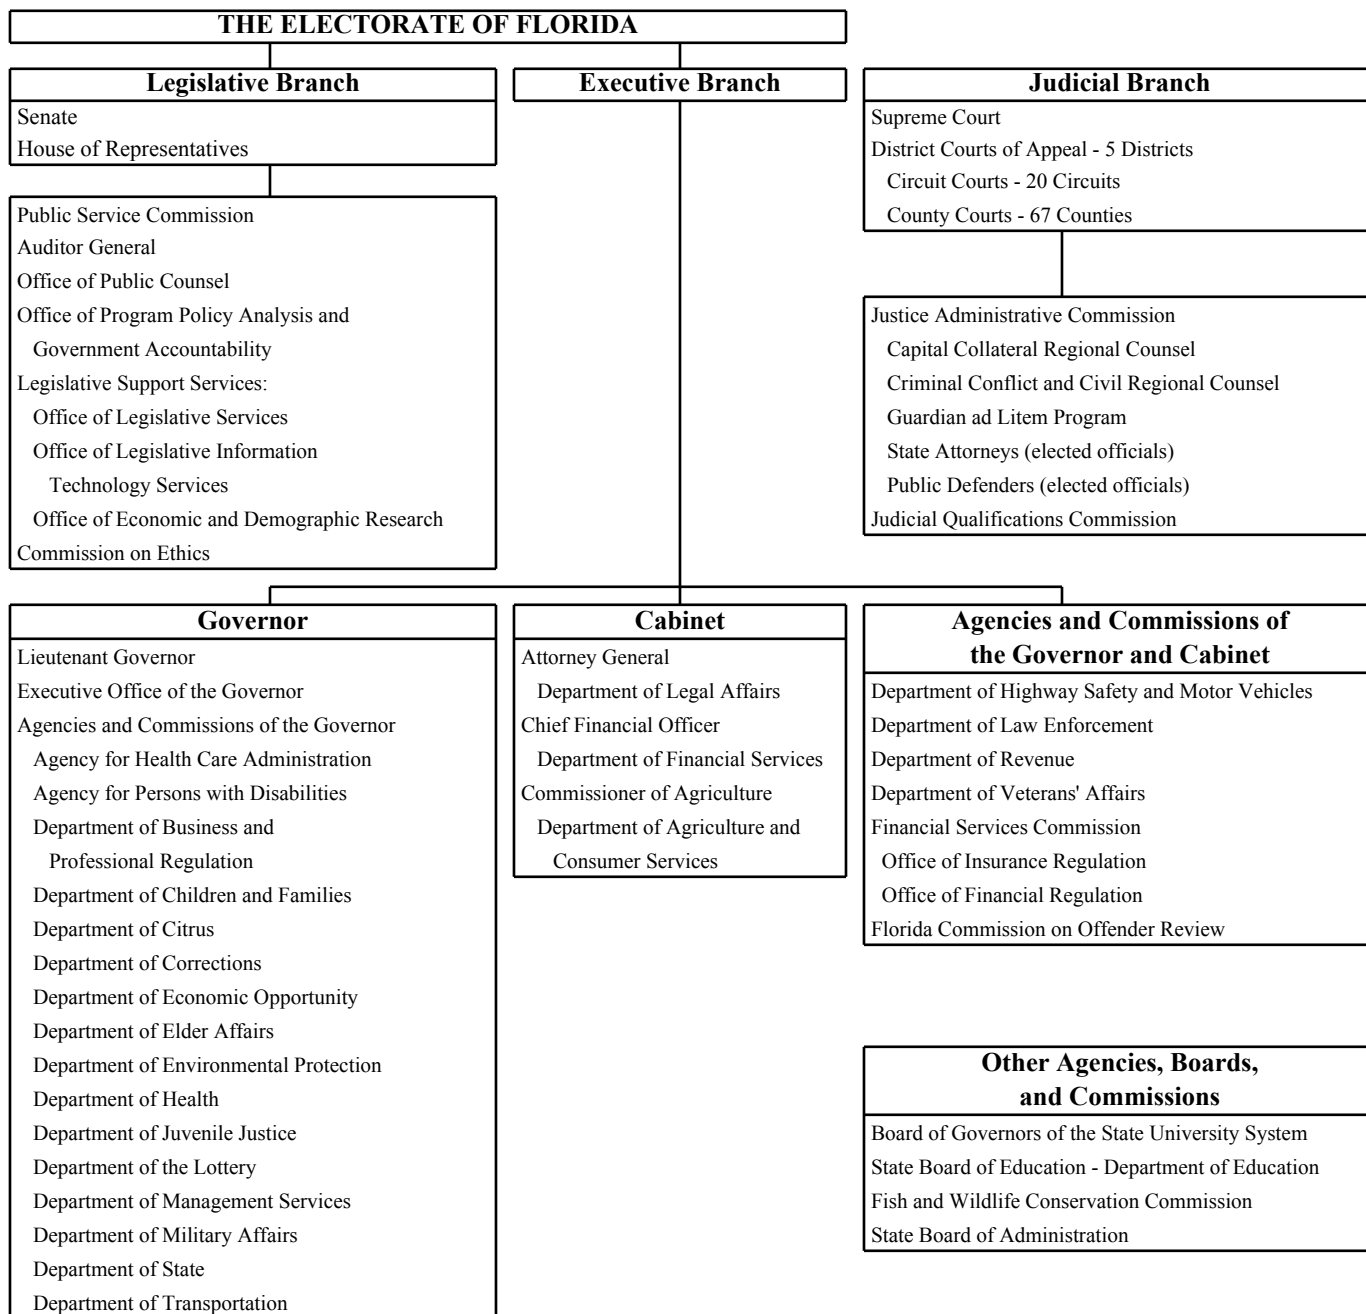 THE ELECTORATE OF FLORIDA
Legislative Branch
Senate
House of Representatives
Public Service Commission
Auditor General
Office of Public Counsel
Office of Program Policy Analysis and
Government Accountability
Legislative Support Services:
Office of Legislative Services
Office of Legislative Information
Technology Services
Office of Economic and Demographic Research
Commission on Ethics
Executive Branch
Judicial Branch
Supreme Court
District Courts of Appeal - 5 Districts
Circuit Courts - 20 Circuits
County Courts - 67 Counties
Justice Administrative Commission
Capital Collateral Regional Counsel
Criminal Conflict and Civil Regional Counsel
Guardian ad Litem Program
State Attorneys (elected officials)
Public Defenders (elected officials)
Judicial Qualifications Commission
Governor
Lieutenant Governor
Executive Office of the Governor
Agencies and Commissions of the Governor
Agency for Health Care Administration
Agency for Persons with Disabilities
Department of Business and
Professional Regulation
Department of Children and Families
Department of Citrus
Department of Corrections
Department of Economic Opportunity
Department of Elder Affairs
Department of Environmental Protection
Department of Health
Department of Juvenile Justice
Department of the Lottery
Department of Management Services
Department of Military Affairs
Department of State
Department of Transportation
Cabinet
Attorney General
Department of Legal Affairs
Chief Financial Officer
Department of Financial Services
Commissioner of Agriculture
Department of Agriculture and
Consumer Services
Agencies and Commissions of
the Governor and Cabinet
Department of Highway Safety and Motor Vehicles
Department of Law Enforcement
Department of Revenue
Department of Veterans' Affairs
Financial Services Commission
Office of Insurance Regulation
Office of Financial Regulation
Florida Commission on Offender Review
Other Agencies, Boards,
and Commissions
Board of Governors of the State University System
State Board of Education - Department of Education
Fish and Wildlife Conservation Commission
State Board of Administration